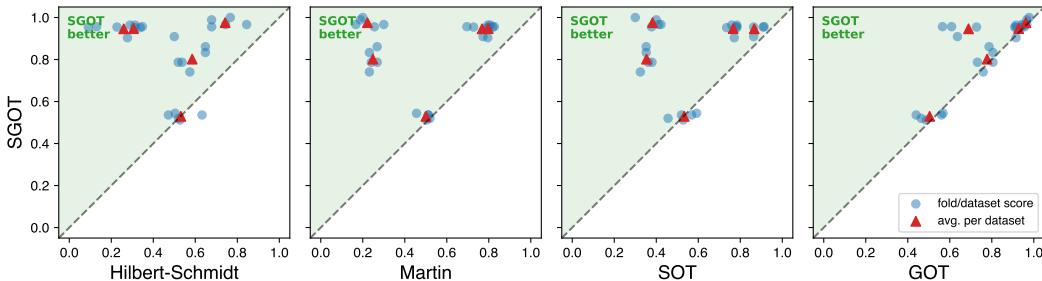 SGOT
1.0
0.8
0.6
0.4
0.2
0.0
SGOT
better
0.0 0.2 0.4 0.6 0.8 1.0
Hilbert-Schmidt
SGOT
better
0.0 0.2 0.4 0.6 0.8 1.0
Martin
SGOT
better
0.0 0.2 0.4 0.6 0.8 1.0
SOT
SGOT
better
fold/dataset score
avg. per dataset
0.0 0.2 0.4 0.6 0.8 1.0
GOT